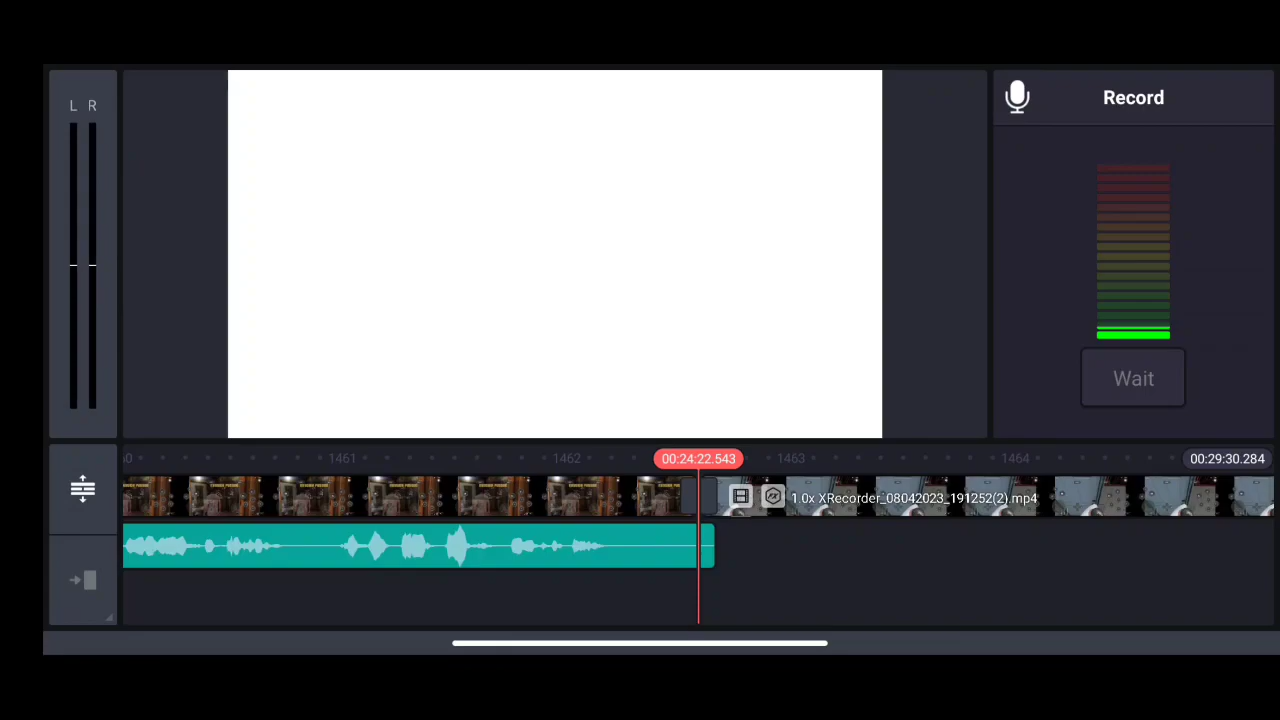 L R
Record
Wait
1461
1462
00:24:22.543
1463
1464
00:29:30.284
1.0x XRecorder_08042023_191252(2).mp4